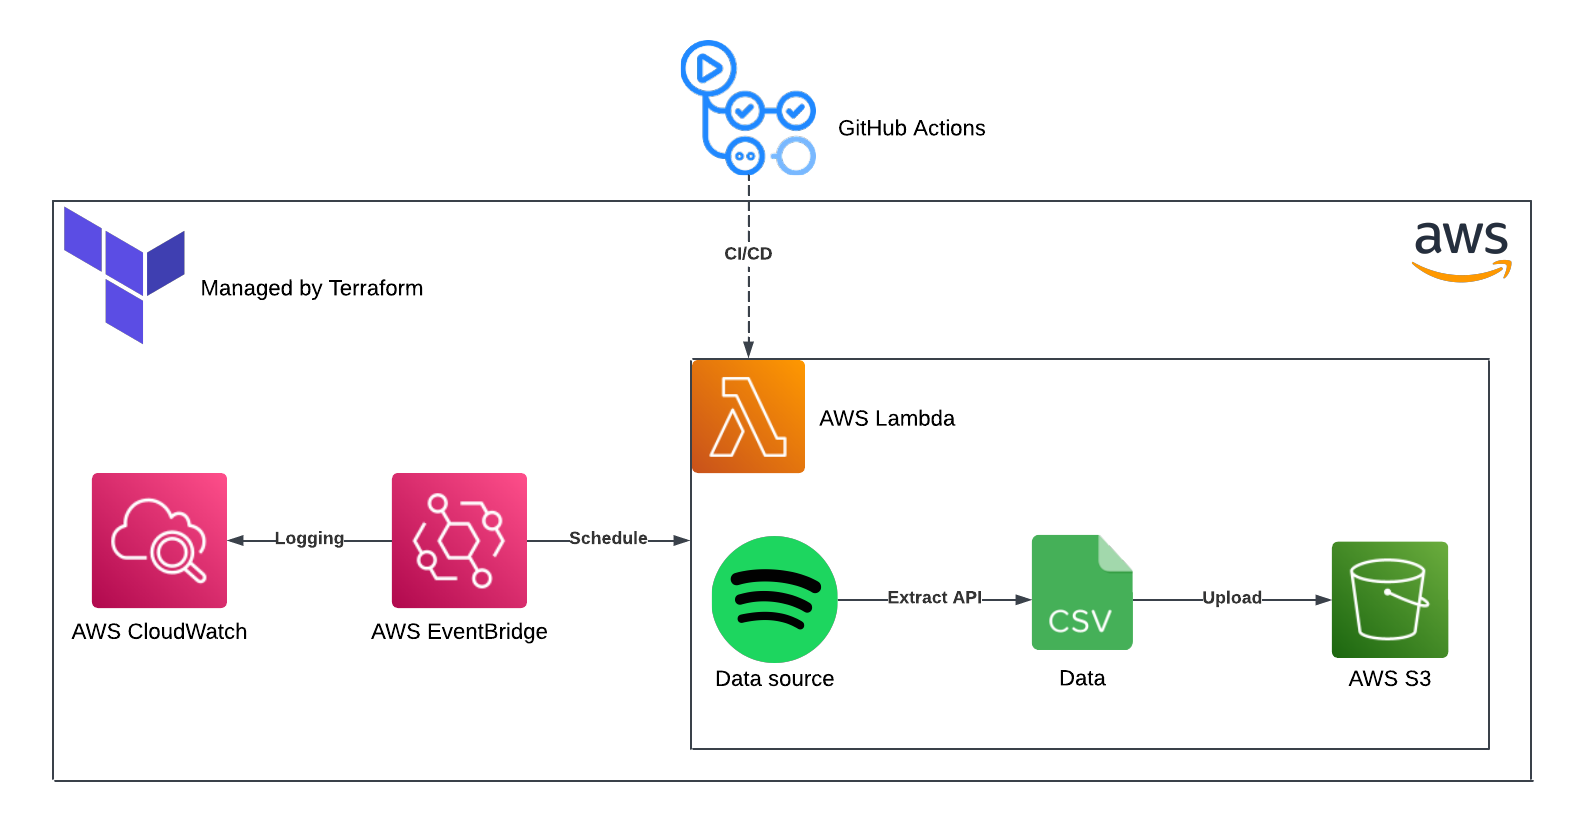 GitHub Actions
CI/CD
aws
Managed by Terraform
AWS Lambda
Logging
Schedule
AWS CloudWatch
AWS EventBridge
Extract API
CSV
Upload
Data source
Data
AWS S3